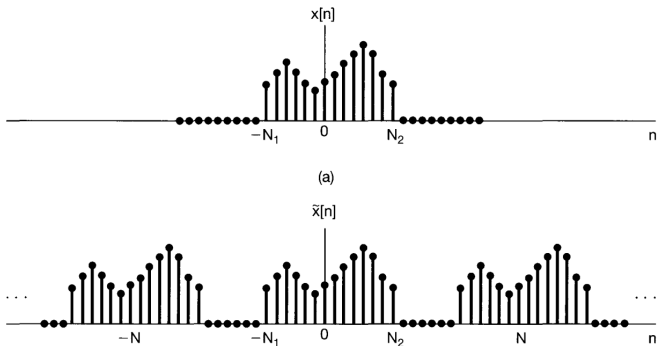 x[n]
−N₁ 0 N₂ n
(a)
x̃[n]
... ...
−N −N₁ 0 N₂ N n